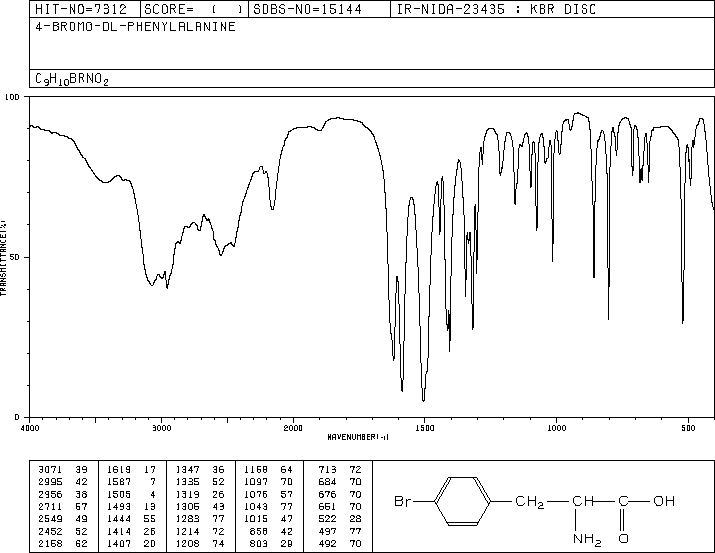 HIT-NO=7312 SCORE= ( ) SDBS-NO=15144 IR-NIDA-23435 : KBR DISC
4-BROMO-DL-PHENYLALANINE
C9H10BRNO2
100
50
0
TRANSMITTANCE(%)
4000 3000 2000 1500 1000 500
WAVENUMBER(-1)
3071 39 1619 17 1347 36 1158 64 713 72
2995 42 1587 7 1335 52 1097 70 684 70
2956 38 1505 4 1319 26 1076 57 676 70
2711 57 1493 13 1305 43 1043 77 651 70
2549 49 1444 55 1283 77 1015 47 522 28
2452 52 1414 26 1214 72 858 42 497 77
2158 62 1407 20 1208 74 803 29 492 70
Br CH2 CH C OH
NH2 O